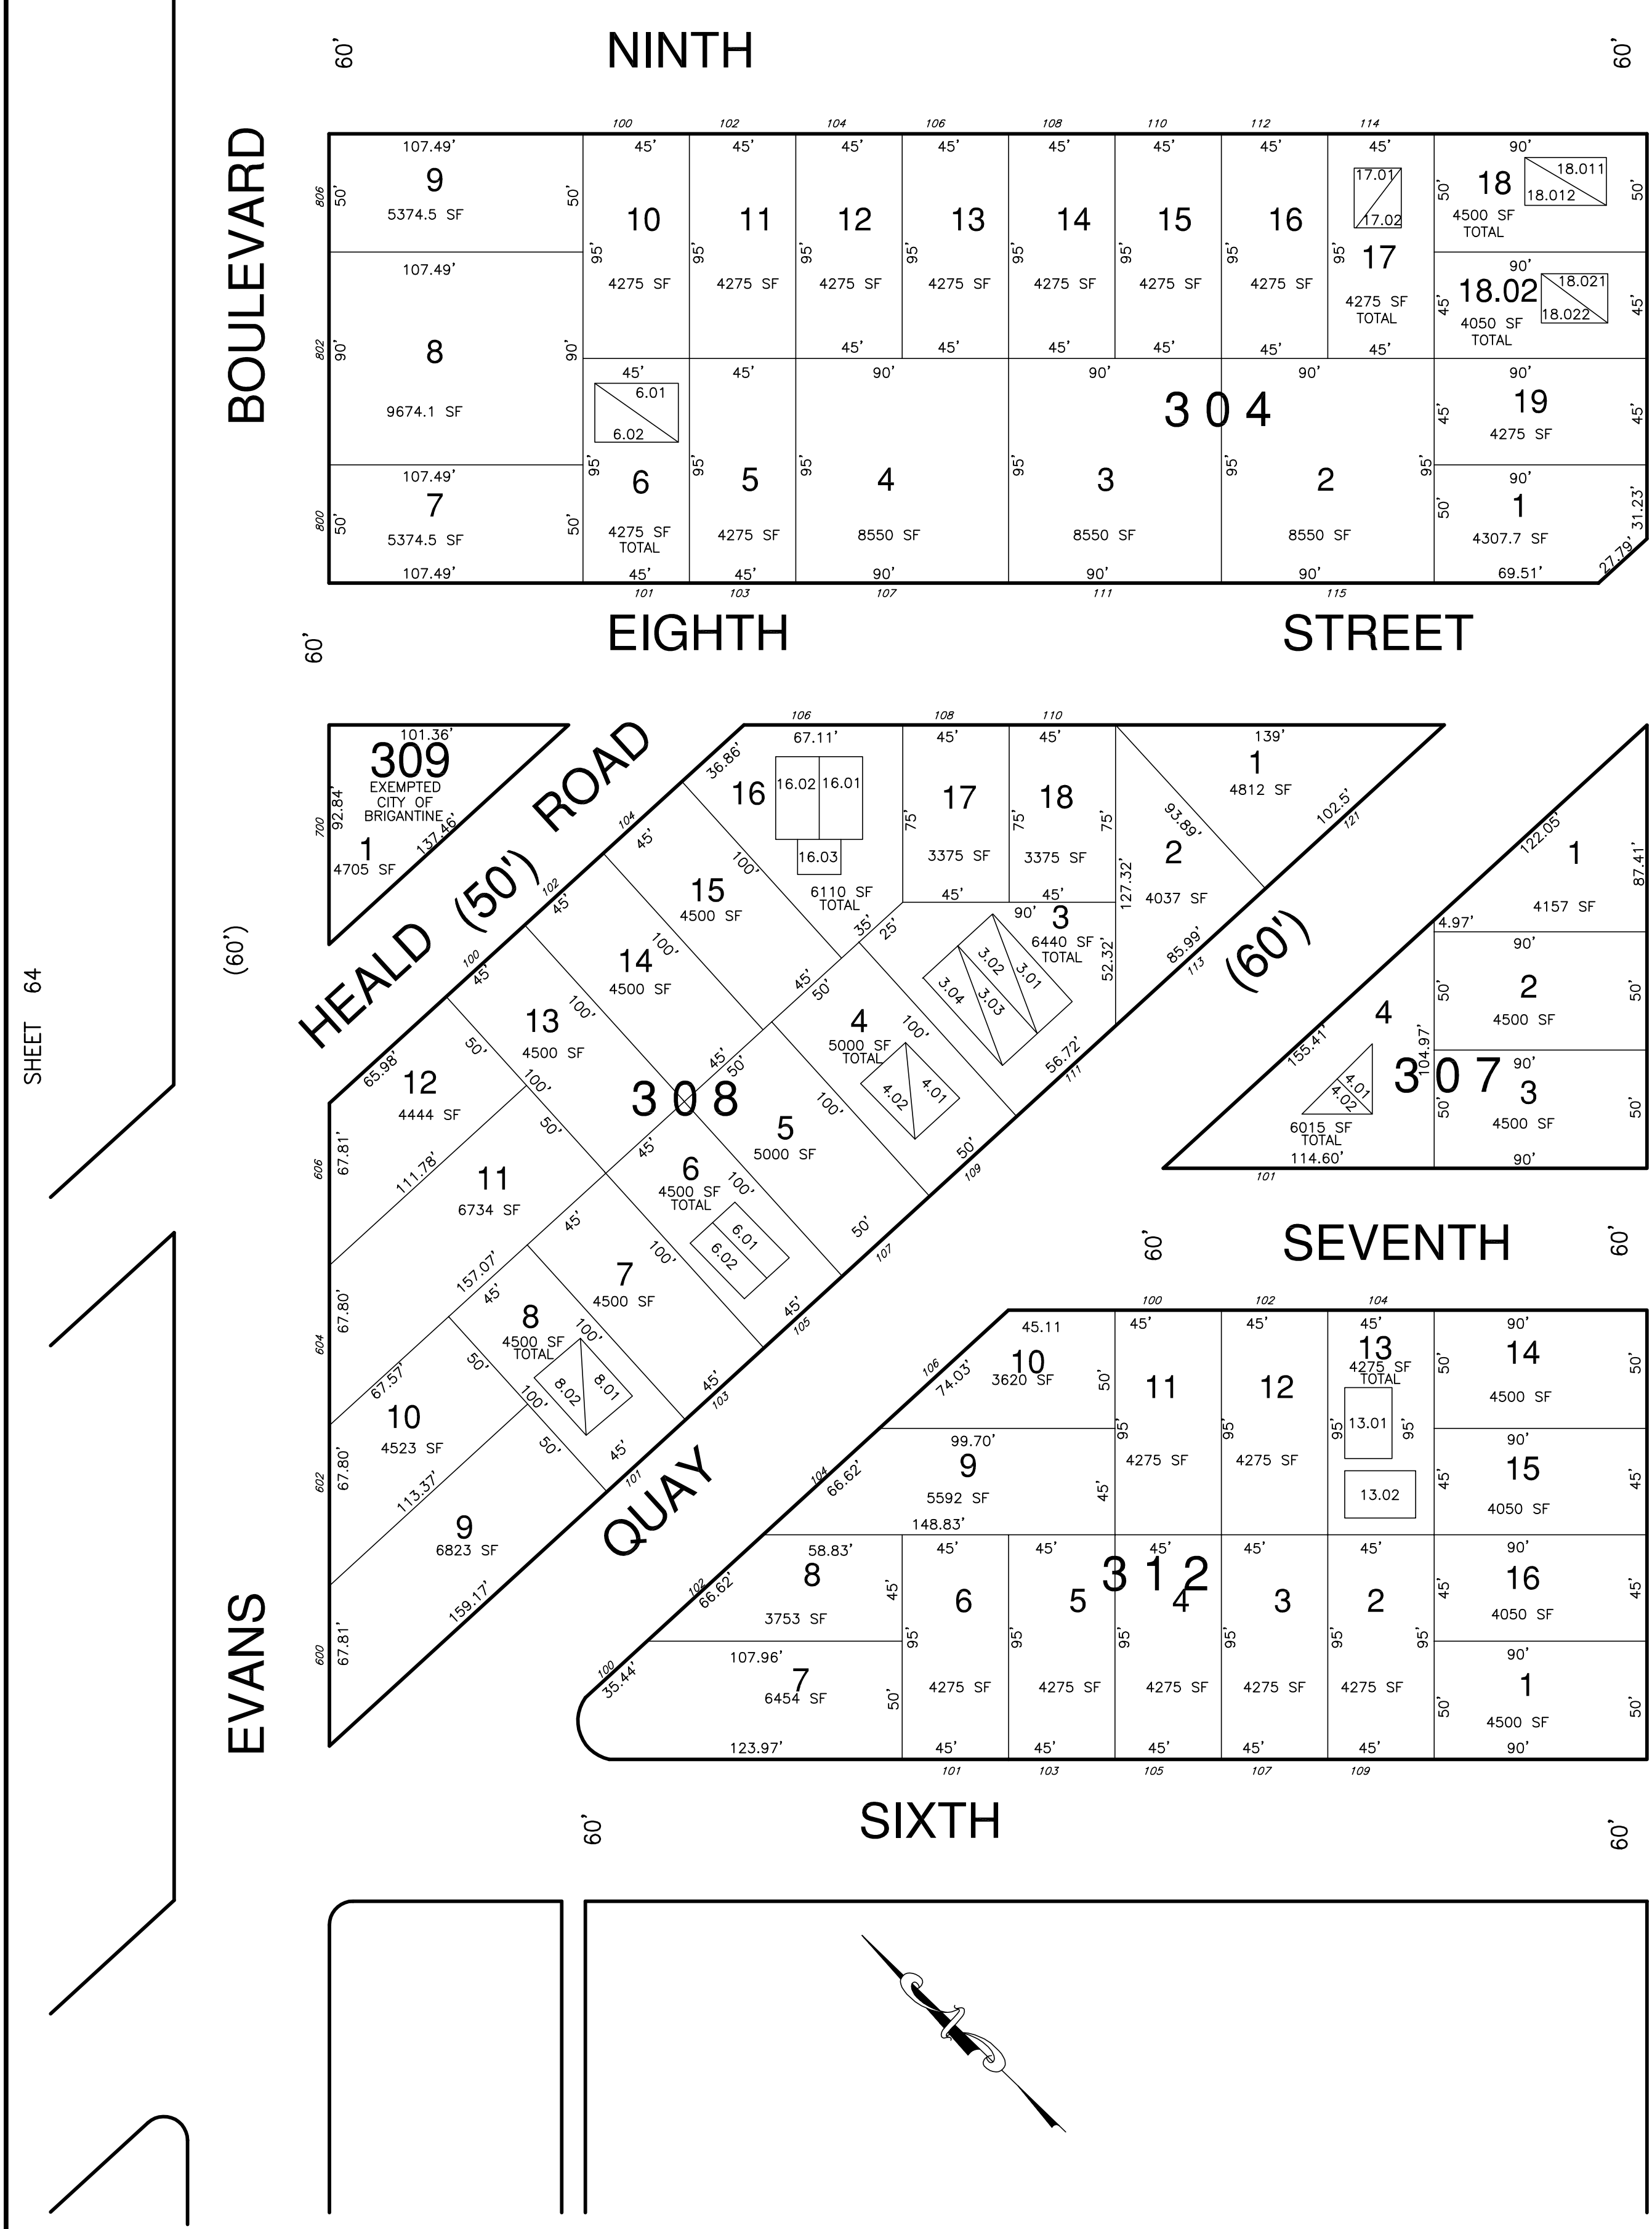 60' NINTH 60'
BOULEVARD
100 102 104 106 108 110 112 114
107.49' 45' 45' 45' 45' 45' 45' 45' 45' 90'
806 50' 9 50'
5374.5 SF
10 11 12 13 14 15 16
95' 95' 95' 95' 95' 95' 95' 95'
4275 SF 4275 SF 4275 SF 4275 SF 4275 SF 4275 SF 4275 SF
17.01
17.02
17
4275 SF
TOTAL
50' 18 50'
18.011
18.012
4500 SF
TOTAL
90'
45' 18.02 45'
18.021
18.022
4050 SF
TOTAL
107.49'
802 90' 8 90'
9674.1 SF
45' 45' 45' 45' 45' 45'
45' 45' 90' 90' 90' 90'
6.01
6.02
304
45' 19 45'
4275 SF
107.49'
800 50' 7 50'
5374.5 SF
107.49'
95' 95' 95' 95' 95' 95'
6 5 4 3 2
4275 SF
TOTAL
4275 SF 8550 SF 8550 SF 8550 SF
90'
50' 1 31.23'
4307.7 SF
27.79'
45' 45' 90' 90' 90' 69.51'
101 103 107 111 115
60' EIGHTH STREET
101.36'
309
EXEMPTED
CITY OF
BRIGANTINE
700 92.84' 137.46'
1
4705 SF
HEALD (50') ROAD
(60')
SHEET 64
106 108 110
67.11' 45' 45' 139'
36.86'
16
16.02 16.01
16.03
6110 SF
TOTAL
35'
17
75'
3375 SF
45'
18
75' 75'
3375 SF
45'
1
4812 SF
102.5'
121
93.89'
2
127.32'
4037 SF
85.99'
113
104
45'
100'
15
4500 SF
45'
102
45'
100'
14
4500 SF
45'
100
45'
100'
13
4500 SF
45'
25'
90'
3
6440 SF
TOTAL
52.32'
3.01
3.02
3.03
3.04
56.72'
111
50'
100'
4
5000 SF
TOTAL
4.01
4.02
50'
109
308
50'
100'
5
5000 SF
50'
107
65.98'
50'
12
4444 SF
606 67.81'
111.78'
100'
50'
11
6734 SF
604 67.80'
157.07'
6
4500 SF
TOTAL
100'
6.01
6.02
45'
105
45'
100'
7
4500 SF
45'
103
45'
8
4500 SF
TOTAL
100'
8.01
8.02
45'
101
67.57'
50'
10
4523 SF
602 67.80'
113.37'
100'
50'
9
6823 SF
600 67.81'
159.17'
EVANS
QUAY
(60')
122.05'
1
87.41'
4157 SF
4.97'
90'
50' 2 50'
4500 SF
155.41'
4
104.97'
4.01
4.02
6015 SF
TOTAL
114.60'
101
307
90'
50' 3 50'
4500 SF
90'
60' SEVENTH 60'
100 102 104
45.11 45' 45' 45' 90'
106
74.03'
10
3620 SF
50'
11 12
95' 95' 95' 95'
4275 SF 4275 SF
13
4275 SF
TOTAL
13.01
13.02
50' 14 50'
4500 SF
104
66.62'
99.70'
9
5592 SF
45'
148.83'
90'
45' 15 45'
4050 SF
102
66.62'
58.83'
8
3753 SF
45'
45' 45' 45' 45' 45'
312
6 5 4 3 2
95' 95' 95' 95' 95' 95'
4275 SF 4275 SF 4275 SF 4275 SF 4275 SF
90'
45' 16 45'
4050 SF
100
35.44'
107.96'
7
6454 SF
50'
90'
50' 1 50'
4500 SF
123.97' 45' 45' 45' 45' 45' 90'
101 103 105 107 109
60' SIXTH 60'